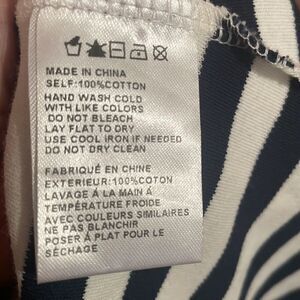 MADE IN CHINA
SELF:100%COTTON
HAND WASH COLD
WITH LIKE COLORS
DO NOT BLEACH
LAY FLAT TO DRY
USE COOL IRON IF NEEDED
DO NOT DRY CLEAN
FABRIQUÉ EN CHINE
EXTERIEUR:100%COTON
LAVAGE À LA MAIN À
TEMPÉRATURE FROIDE
AVEC COULEURS SIMILAIRES
NE PAS BLANCHIR
POSER À PLAT POUR LE
SÉCHAGE